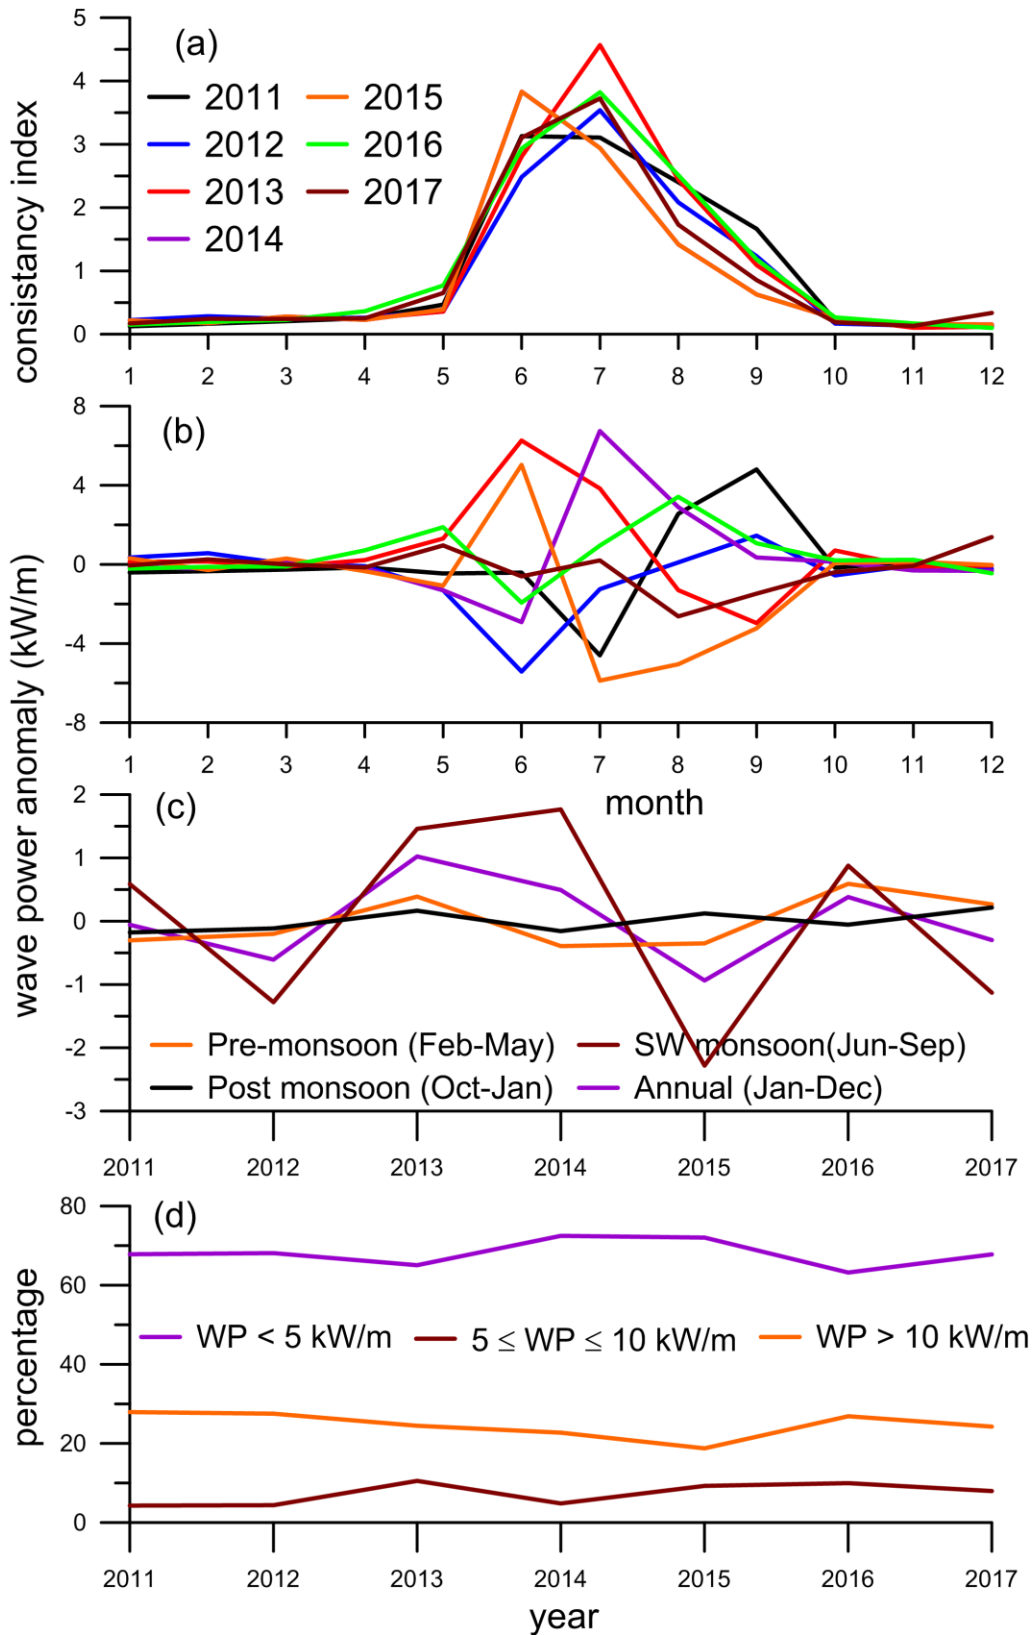 (a)
5
4
3
2
1
0
consistancy index
2011 2015
2012 2016
2013 2017
2014
1 2 3 4 5 6 7 8 9 10 11 12
(b)
8
4
0
-4
-8
wave power anomaly (kW/m)
1 2 3 4 5 6 7 8 9 10 11 12
month
(c)
2
1
0
-1
-2
-3
Pre-monsoon (Feb-May) SW monsoon(Jun-Sep)
Post monsoon (Oct-Jan) Annual (Jan-Dec)
2011 2012 2013 2014 2015 2016 2017
(d)
80
60
40
20
0
percentage
WP < 5 kW/m 5 ≤ WP ≤ 10 kW/m WP > 10 kW/m
2011 2012 2013 2014 2015 2016 2017
year